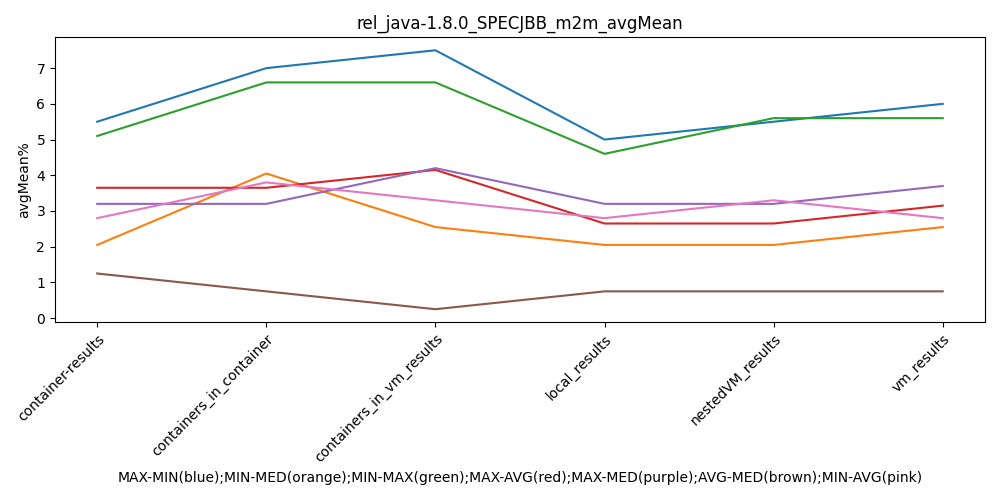 rel_java-1.8.0_SPECJBB_m2m_avgMean
avgMean%
7
6
5
4
3
2
1
0
container-results
containers_in_container
containers_in_vm_results
local_results
nestedVM_results
vm_results
MAX-MIN(blue);MIN-MED(orange);MIN-MAX(green);MAX-AVG(red);MAX-MED(purple);AVG-MED(brown);MIN-AVG(pink)